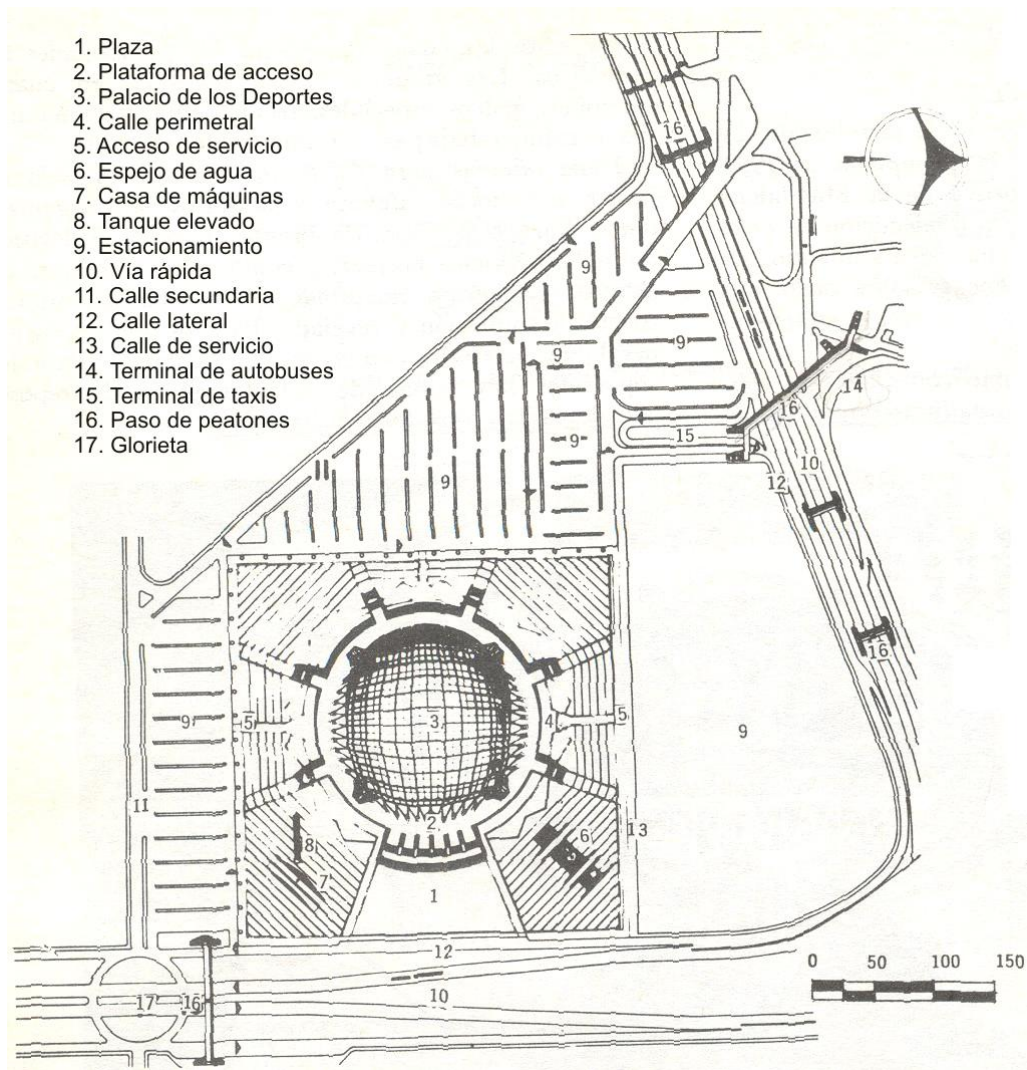 1. Plaza
2. Plataforma de acceso
3. Palacio de los Deportes
4. Calle perimetral
5. Acceso de servicio
6. Espejo de agua
7. Casa de máquinas
8. Tanque elevado
9. Estacionamiento
10. Vía rápida
11. Calle secundaria
12. Calle lateral
13. Calle de servicio
14. Terminal de autobuses
15. Terminal de taxis
16. Paso de peatones
17. Glorieta
16
9
9
9
14
16
15
9
10
9
12
16
9
5
3
4
5
9
11
2
13
8
6
7
1
12
10
17
16
0 50 100 150